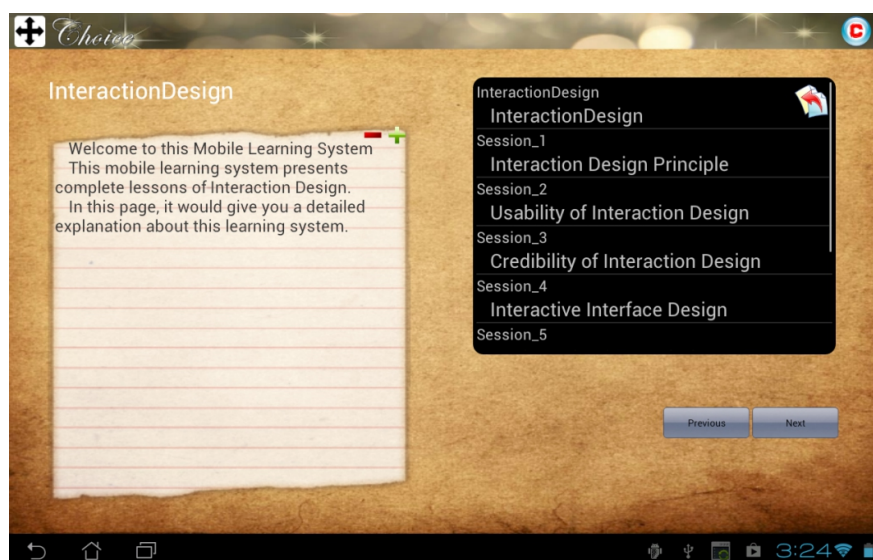 Choice
C
InteractionDesign
Welcome to this Mobile Learning System
This mobile learning system presents
complete lessons of Interaction Design.
In this page, it would give you a detailed
explanation about this learning system.
InteractionDesign
InteractionDesign
Session_1
Interaction Design Principle
Session_2
Usability of Interaction Design
Session_3
Credibility of Interaction Design
Session_4
Interactive Interface Design
Session_5
Previous
Next
3:24